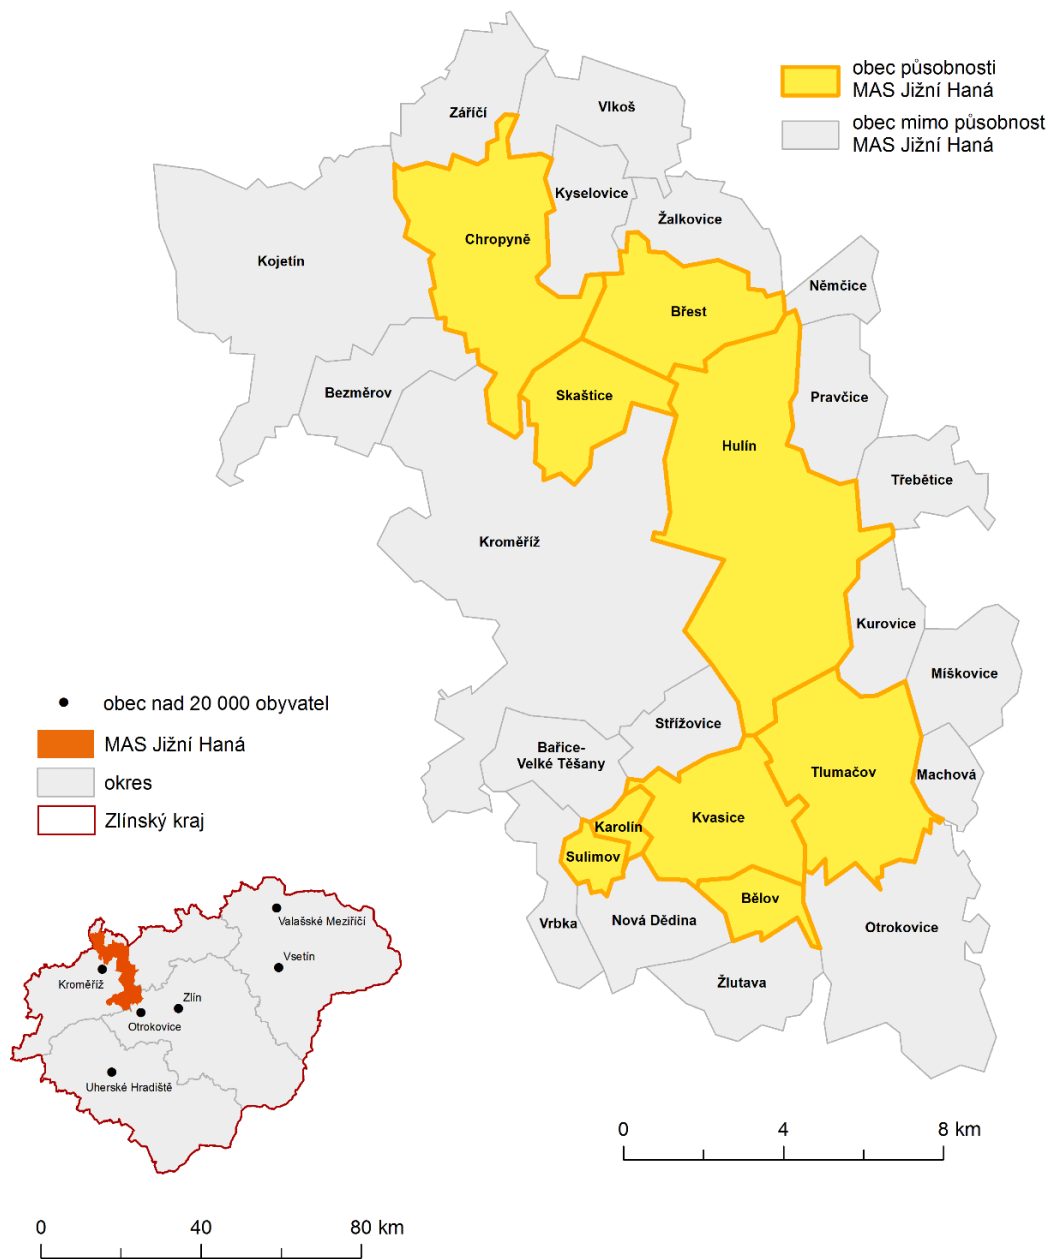 obec působnosti
MAS Jižní Haná
obec mimo působnost
MAS Jižní Haná
Záříčí
Vlkoš
Kyselovice
Žalkovice
Chropyně
Kojetín
Němčice
Břest
Bezměrov
Skaštice
Pravčice
Hulín
Třebětice
Kroměříž
Kurovice
Míškovice
Střížovice
Bařice-
Velké Těšany
Tlumačov
Machová
Karolín
Kvasice
Sulimov
Bělov
Vrbka
Nová Dědina
Otrokovice
Žlutava
obec nad 20 000 obyvatel
MAS Jižní Haná
okres
Zlínský kraj
Valašské Meziříčí
Vsetín
Kroměříž
Zlín
Otrokovice
Uherské Hradiště
0 4 8 km
0 40 80 km